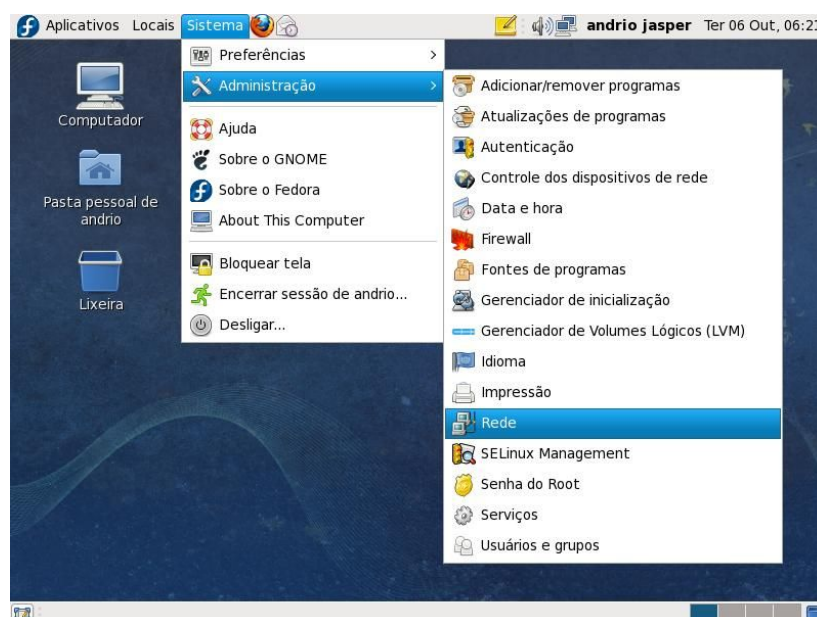 Aplicativos Locais Sistema andrio jasper Ter 06 Out, 06:2
Computador
Pasta pessoal de
andrio
Lixeira
Preferências
Administração
Ajuda
Sobre o GNOME
Sobre o Fedora
About This Computer
Bloquear tela
Encerrar sessão de andrio...
Desligar...
Adicionar/remover programas
Atualizações de programas
Autenticação
Controle dos dispositivos de rede
Data e hora
Firewall
Fontes de programas
Gerenciador de inicialização
Gerenciador de Volumes Lógicos (LVM)
Idioma
Impressão
Rede
SELinux Management
Senha do Root
Serviços
Usuários e grupos